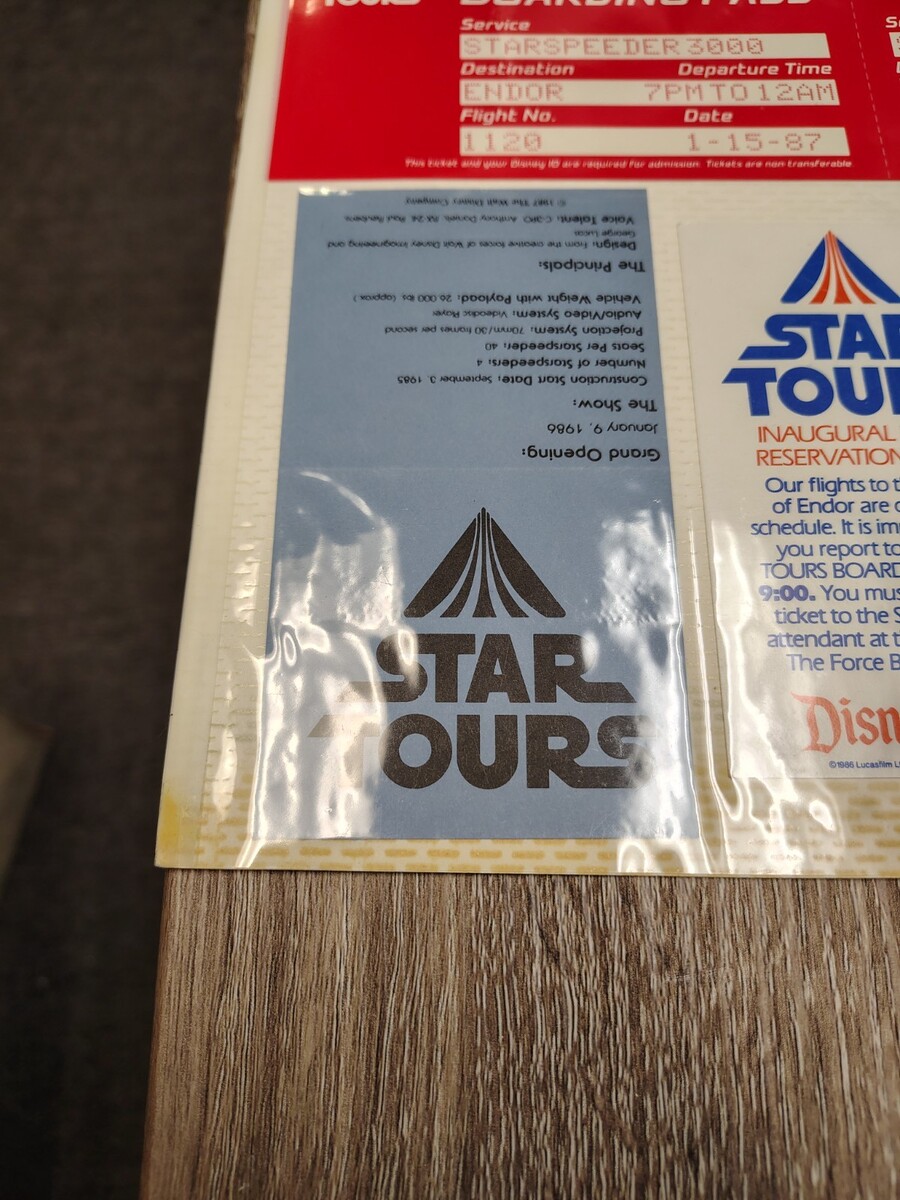 Tours BOARDING PASS
Service
STARSPEEDER 3000
Destination Departure Time
ENDOR 7PM TO 12AM
Flight No. Date
1120 1-15-87
This ticket and your Disney ID are required for admission. Tickets are non transferable.
Grand Opening:
January 9, 1986
The Show:
Construction Start Date: September 3, 1985
Number of Starspeeders: 4
Seats Per Starspeeder: 40
Projection System: 70mm/30 frames per second
Audio/Video System: Videodisc Player
Vehicle Weight with Payload: 26,000 lbs. (approx.)
The Principals:
Design: From the creative forces of Walt Disney Imagineering and
George Lucas
Voice Talent: C-3PO: Anthony Daniels, RX-24: Paul Reubens
© 1987 The Walt Disney Company
STAR
TOURS
STAR
TOUR
INAUGURAL
RESERVATION
Our flights to
of Endor are
schedule. It is
you report to
TOURS
9:00. You
ticket to the
attendant at
The Force
Disn
©1986 Lucasfilm